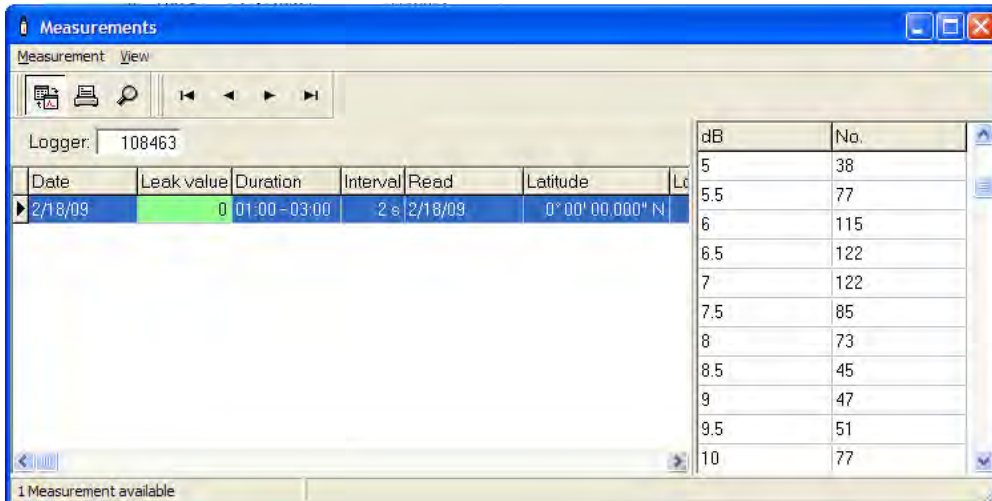 Measurements
Measurement View
Logger: 108463
Date Leak value Duration Interval Read Latitude
2/18/09 0 01:00 - 03:00 2 s 2/18/09 0° 00' 00.000" N
dB No.
5 38
5.5 77
6 115
6.5 122
7 122
7.5 85
8 73
8.5 45
9 47
9.5 51
10 77
1 Measurement available